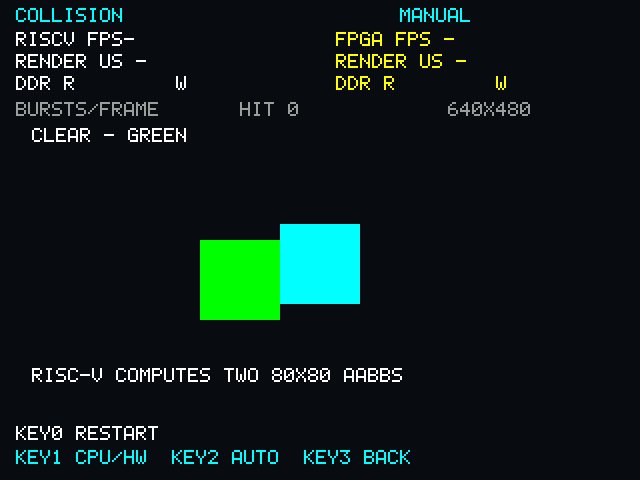 COLLISION MANUAL
RISCV FPS- FPGA FPS -
RENDER US - RENDER US -
DDR R W DDR R W
BURSTS/FRAME HIT 0 640X480
CLEAR - GREEN
RISC-V COMPUTES TWO 80X80 AABBS
KEY0 RESTART
KEY1 CPU/HW KEY2 AUTO KEY3 BACK